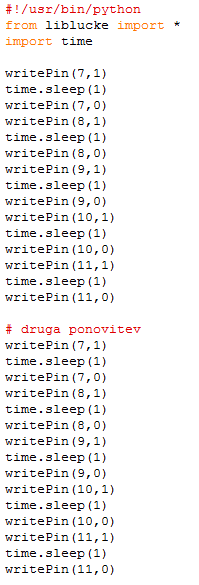 #!/usr/bin/python
from liblucke import *
import time

writePin(7,1)
time.sleep(1)
writePin(7,0)
writePin(8,1)
time.sleep(1)
writePin(8,0)
writePin(9,1)
time.sleep(1)
writePin(9,0)
writePin(10,1)
time.sleep(1)
writePin(10,0)
writePin(11,1)
time.sleep(1)
writePin(11,0)

# druga ponovitev
writePin(7,1)
time.sleep(1)
writePin(7,0)
writePin(8,1)
time.sleep(1)
writePin(8,0)
writePin(9,1)
time.sleep(1)
writePin(9,0)
writePin(10,1)
time.sleep(1)
writePin(10,0)
writePin(11,1)
time.sleep(1)
writePin(11,0)